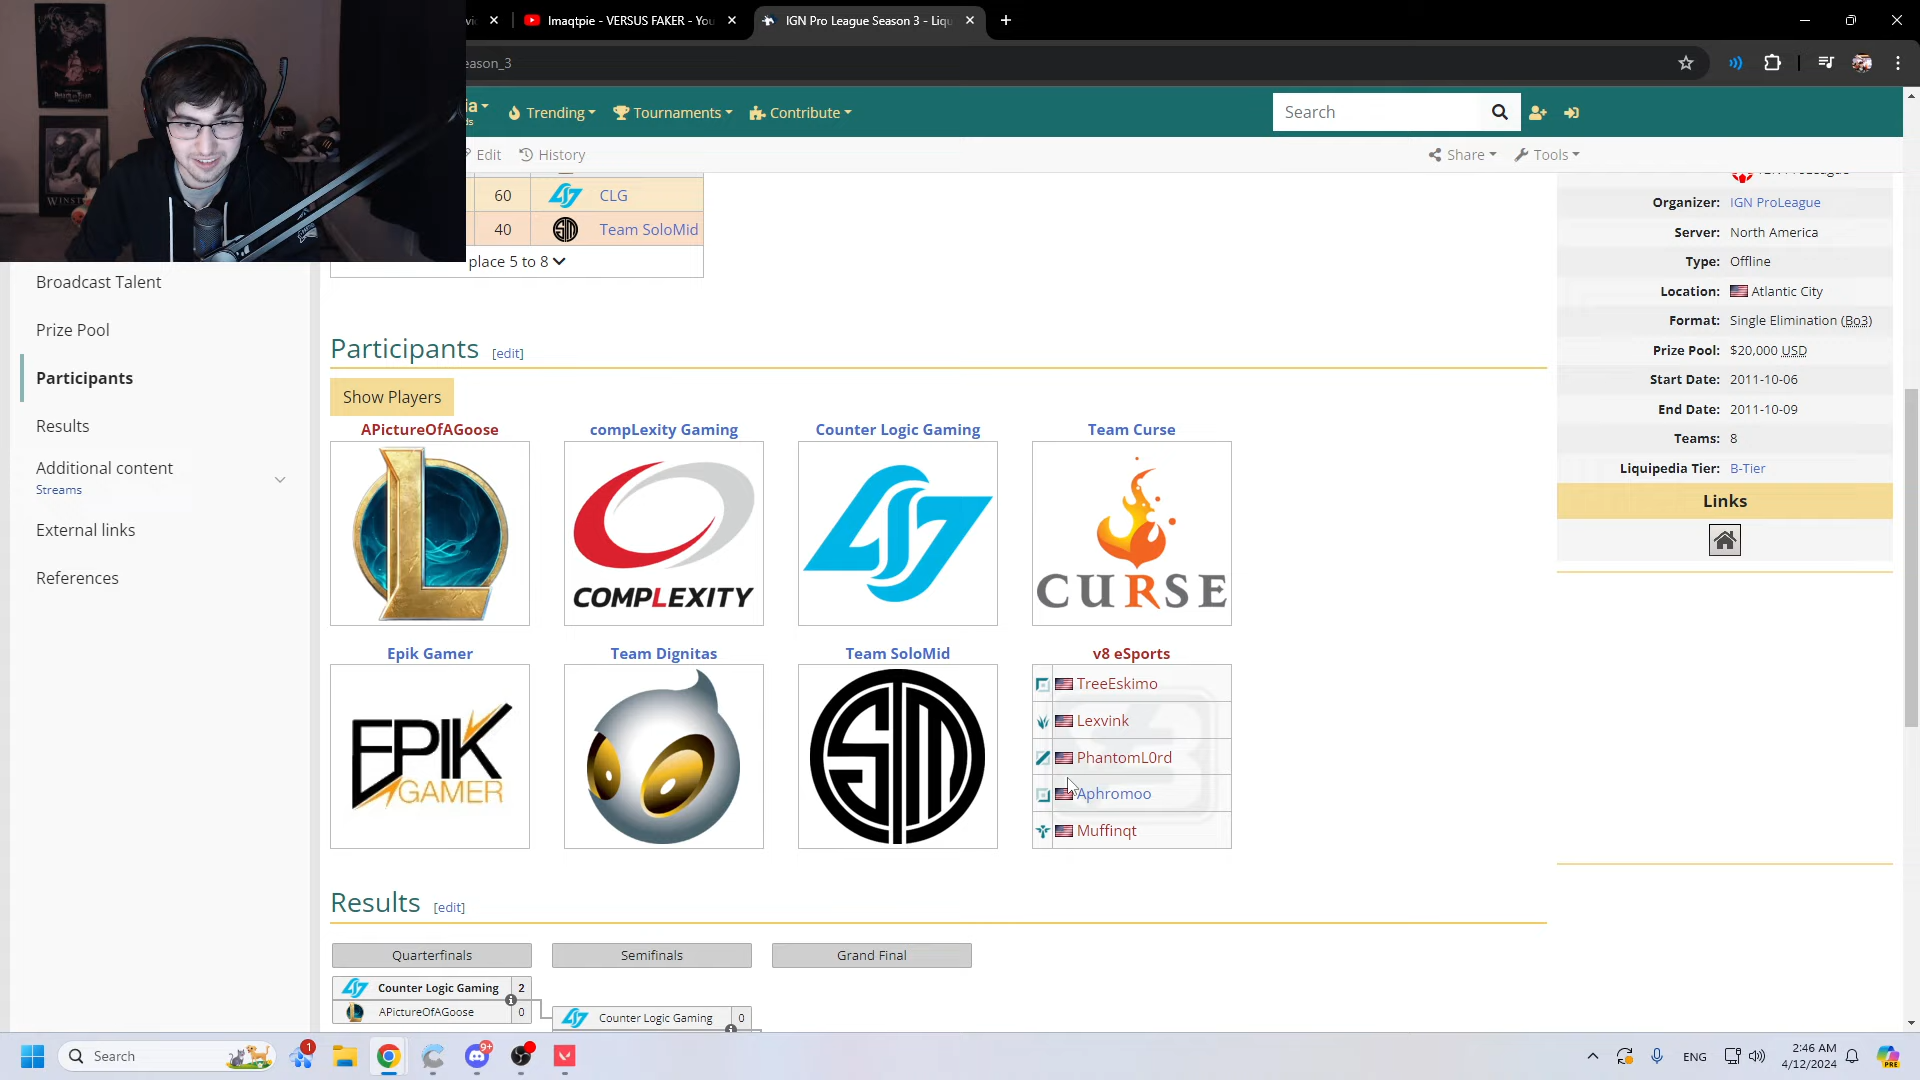 Imaqtpie - VERSUS FAKER - You
IGN Pro League Season 3 - Liqu
eason_3
Trending
Tournaments
Contribute
Search
Edit
History
Share
Tools
60 CLG
40 Team SoloMid
place 5 to 8
Broadcast Talent
Prize Pool
Participants
Results
Additional content
Streams
External links
References
Participants [edit]
Show Players
APictureOfAGoose
compLexity Gaming
Counter Logic Gaming
Team Curse
COMPLEXITY
CURSE
Epik Gamer
Team Dignitas
Team SoloMid
v8 eSports
EPIK
GAMER
TSM
TreeEskimo
Lexvink
PhantomL0rd
Aphromoo
Muffinqt
Results [edit]
Quarterfinals
Semifinals
Grand Final
Counter Logic Gaming 2
APictureOfAGoose 0
Counter Logic Gaming 0
Organizer: IGN ProLeague
Server: North America
Type: Offline
Location: Atlantic City
Format: Single Elimination (Bo3)
Prize Pool: $20,000 USD
Start Date: 2011-10-06
End Date: 2011-10-09
Teams: 8
Liquipedia Tier: B-Tier
Links
WINST
Search
1
9+
ENG
2:46 AM
4/12/2024
PRE